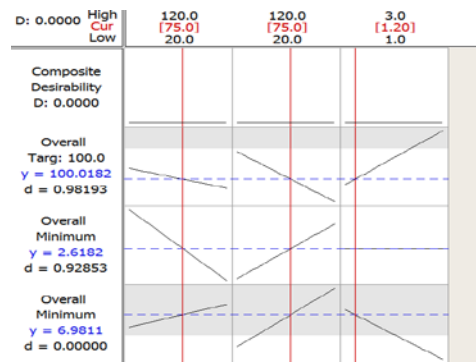 D: 0.0000 High 120.0 120.0 3.0
Cur [75.0] [75.0] [1.20]
Low 20.0 20.0 1.0
Composite
Desirability
D: 0.0000
Overall
Targ: 100.0
y = 100.0182
d = 0.98193
Overall
Minimum
y = 2.6182
d = 0.92853
Overall
Minimum
y = 6.9811
d = 0.00000